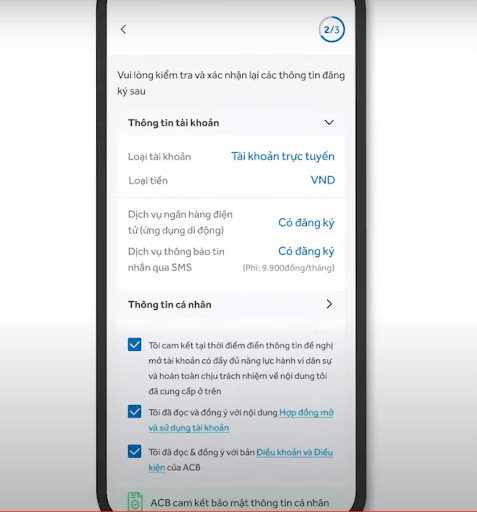 2/3
Vui lòng kiểm tra và xác nhận lại các thông tin đăng
ký sau
Thông tin tài khoản
Loại tài khoản Tài khoản trực tuyến
Loại tiền VND
Dịch vụ ngân hàng điện
tử (ứng dụng di động) Có đăng ký
Dịch vụ thông báo tin
nhắn qua SMS Có đăng ký
(Phí: 9.900đồng/tháng)
Thông tin cá nhân
Tôi cam kết tại thời điểm điền thông tin đề nghị
mở tài khoản có đầy đủ năng lực hành vi dân sự
và hoàn toàn chịu trách nhiệm về nội dung tôi
đã cung cấp ở trên
Tôi đã đọc và đồng ý với nội dung Hợp đồng mở
và sử dụng tài khoản
Tôi đã đọc & đồng ý với bản Điều khoản và Điều
kiện của ACB
ACB cam kết bảo mật thông tin cá nhân